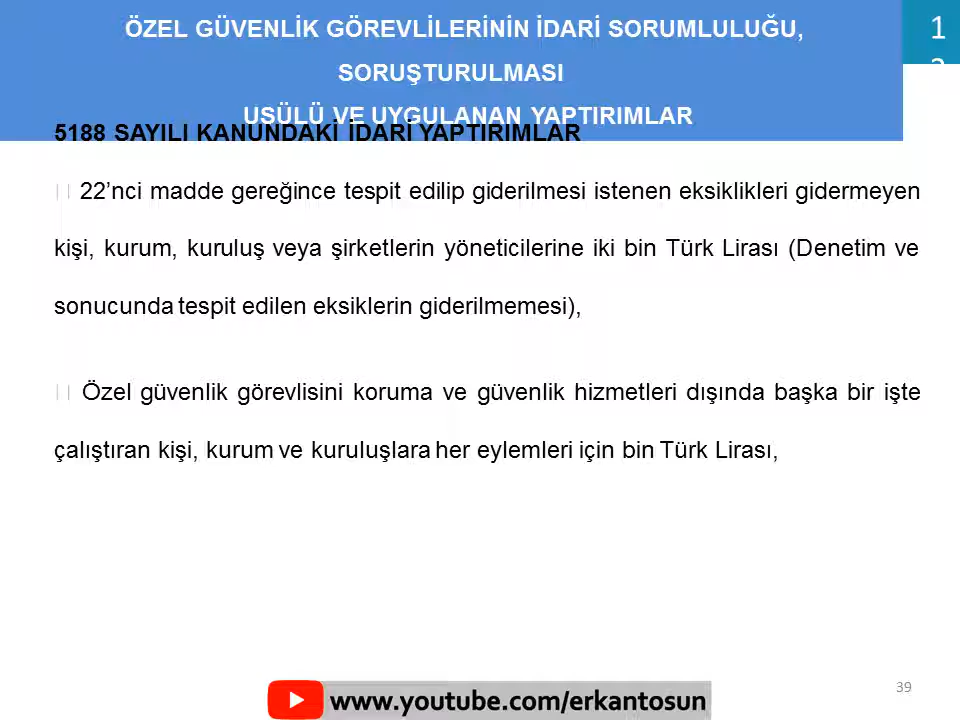 ÖZEL GÜVENLİK GÖREVLİLERİNİN İDARİ SORUMLULUĞU,
SORUŞTURULMASI
USÜLÜ VE UYGULANAN YAPTIRIMLAR
1
5188 SAYILI KANUNDAKİ İDARİ YAPTIRIMLAR
22’nci madde gereğince tespit edilip giderilmesi istenen eksiklikleri gidermeyen
kişi, kurum, kuruluş veya şirketlerin yöneticilerine iki bin Türk Lirası (Denetim ve
sonucunda tespit edilen eksiklerin giderilmemesi),
Özel güvenlik görevlisini koruma ve güvenlik hizmetleri dışında başka bir işte
çalıştıran kişi, kurum ve kuruluşlara her eylemleri için bin Türk Lirası,
39
www.youtube.com/erkantosun